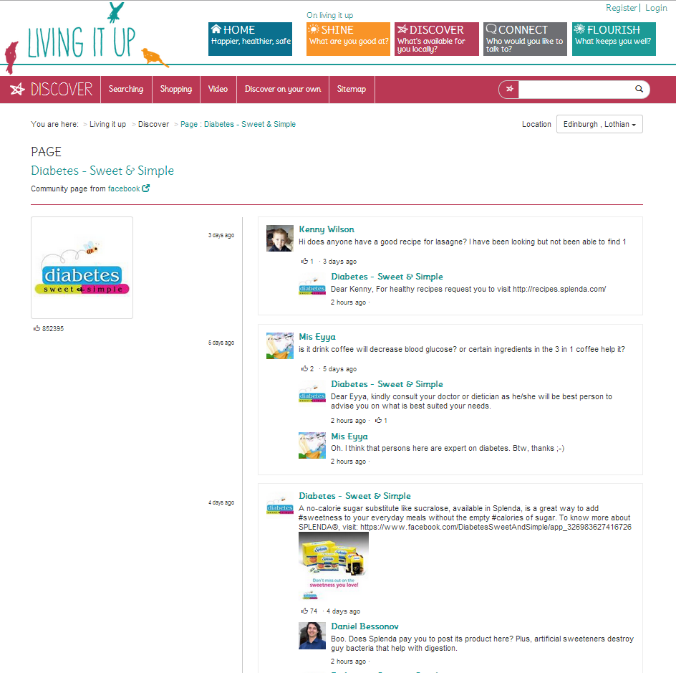 Register | Login
LIVING IT UP
On living it up
HOME
Happier, healthier, safe
SHINE
What are you good at?
DISCOVER
What's available for
you locally?
CONNECT
Who would you like to
talk to?
FLOURISH
What keeps you well?
DISCOVER Searching Shopping Video Discover on your own Sitemap
You are here: » Living it up » Discover » Page : Diabetes - Sweet & Simple
Location Edinburgh , Lothian
PAGE
Diabetes - Sweet & Simple
Community page from facebook
diabetes
sweet simple
852395
3 days ago
Kenny Wilson
Hi does anyone have a good recipe for lasagne? I have been looking but not been able to find 1
1 · 3 days ago
Diabetes - Sweet & Simple
Dear Kenny, For healthy recipes request you to visit http://recipes.splenda.com/
2 hours ago ·
5 days ago
Mis Eyya
is it drink coffee will decrease blood glucose? or certain ingredients in the 3 in 1 coffee help it?
2 · 5 days ago
Diabetes - Sweet & Simple
Dear Eyya, kindly consult your doctor or dietician as he/she will be best person to
advise you on what is best suited your needs.
2 hours ago · 1
Mis Eyya
Oh. I think that persons here are expert on diabetes. Btw, thanks ;-)
2 hours ago ·
4 days ago
Diabetes - Sweet & Simple
A no-calorie sugar substitute like sucralose, available in Splenda, is a great way to add
#sweetness to your everyday meals without the empty #calories of sugar. To know more about
SPLENDA®, visit: https://www.facebook.com/DiabetesSweetAndSimple/app_326983627416726
Don't miss out on the
sweetness you love!
74 · 4 days ago
Daniel Bessonov
Boo. Does Splenda pay you to post its product here? Plus, artificial sweeteners destroy
guy bacteria that help with digestion.
2 hours ago ·